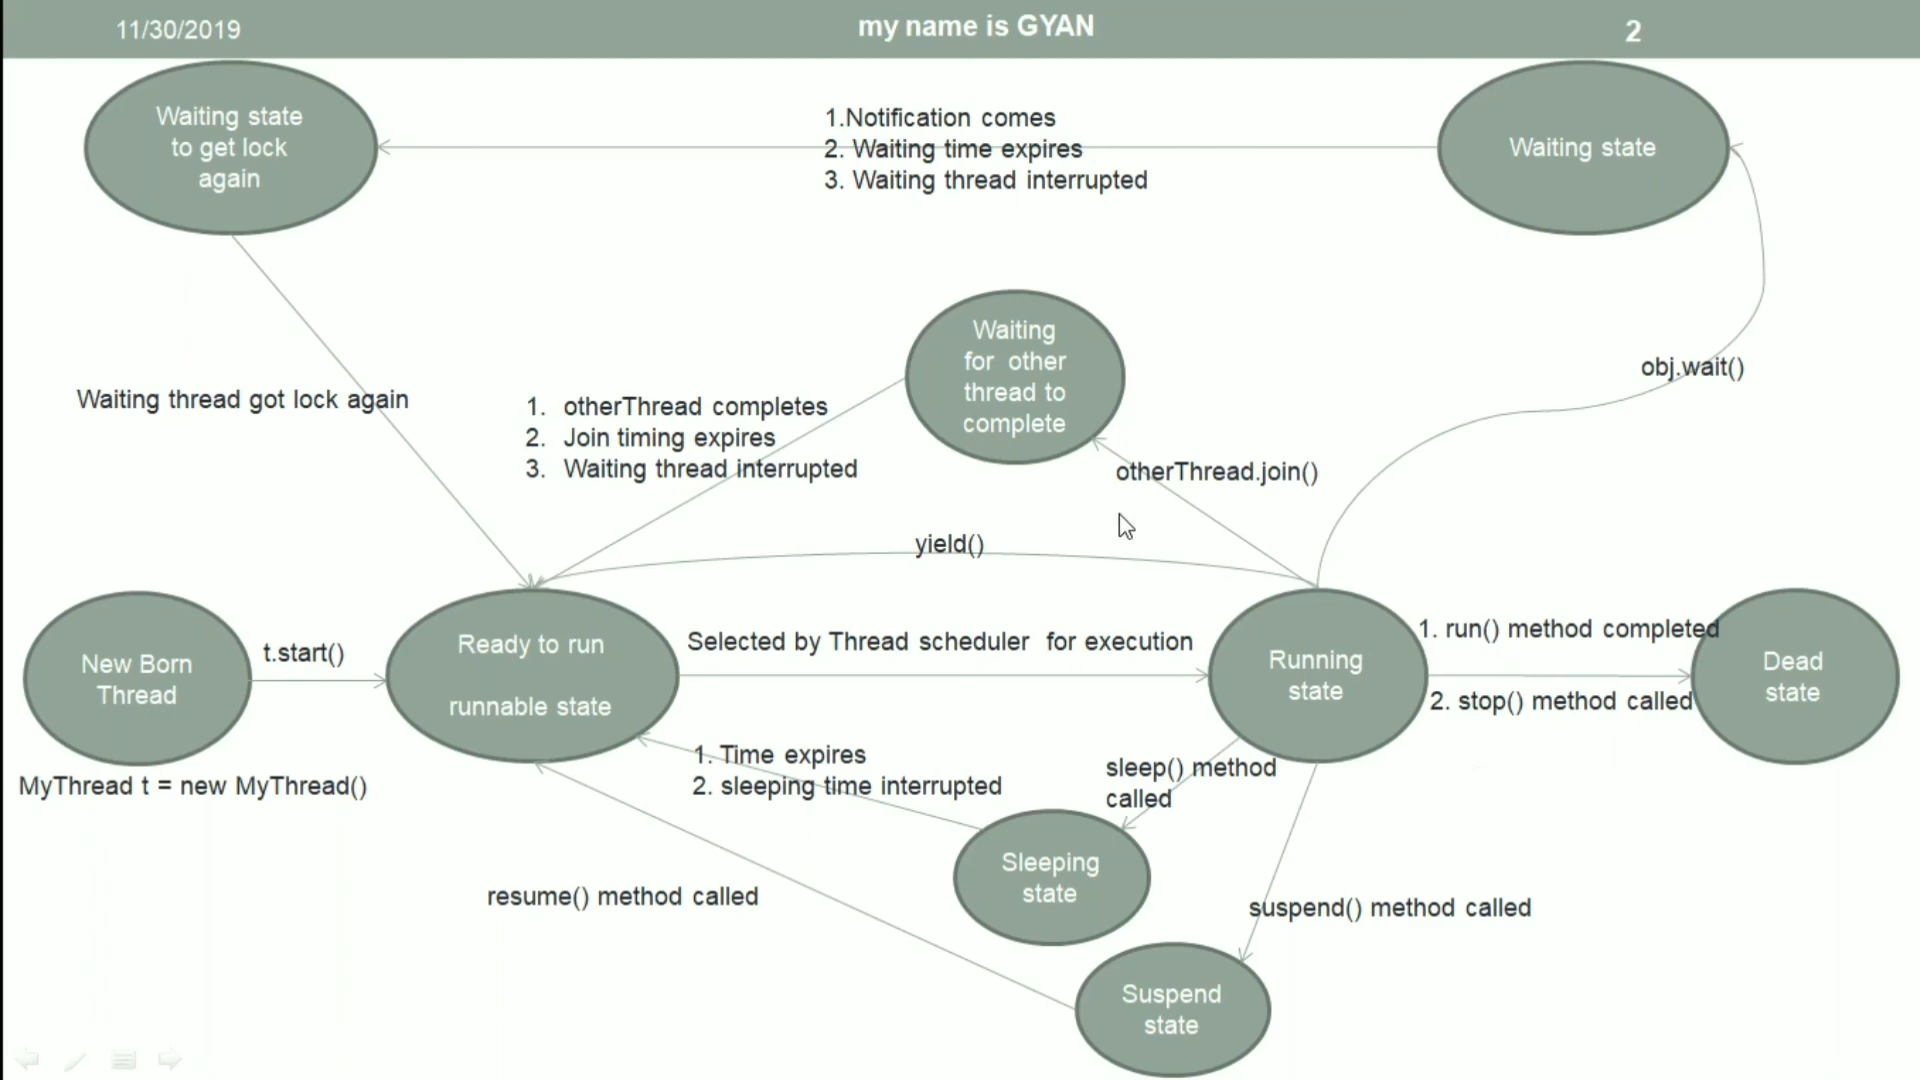 11/30/2019
my name is GYAN
2
Waiting state
to get lock
again
1.Notification comes
2. Waiting time expires
3. Waiting thread interrupted
Waiting state
Waiting
for other
thread to
complete
obj.wait()
Waiting thread got lock again
1. otherThread completes
2. Join timing expires
3. Waiting thread interrupted
otherThread.join()
yield()
New Born
Thread
t.start()
Ready to run
runnable state
Selected by Thread scheduler for execution
Running
state
1. run() method completed
2. stop() method called
Dead
state
MyThread t = new MyThread()
1. Time expires
2. sleeping time interrupted
sleep() method
called
Sleeping
state
resume() method called
suspend() method called
Suspend
state